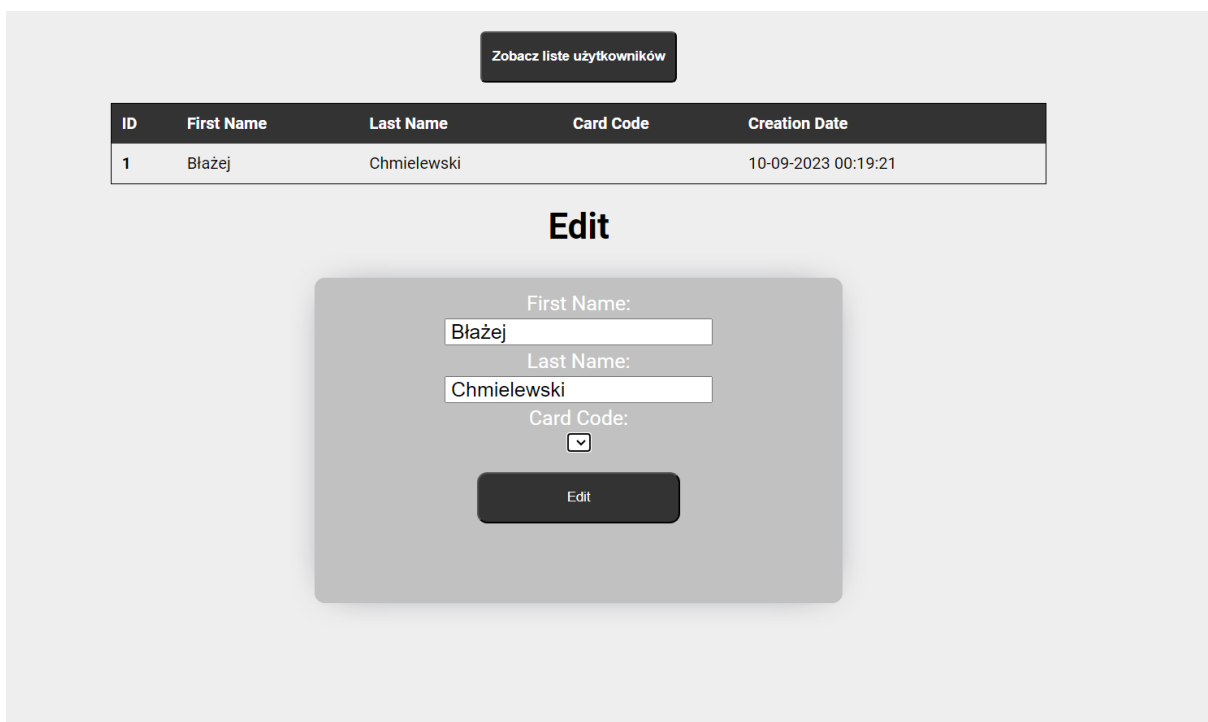 Zobacz liste użytkowników
ID First Name Last Name Card Code Creation Date
1 Błażej Chmielewski 10-09-2023 00:19:21
Edit
First Name:
Błażej
Last Name:
Chmielewski
Card Code:
Edit